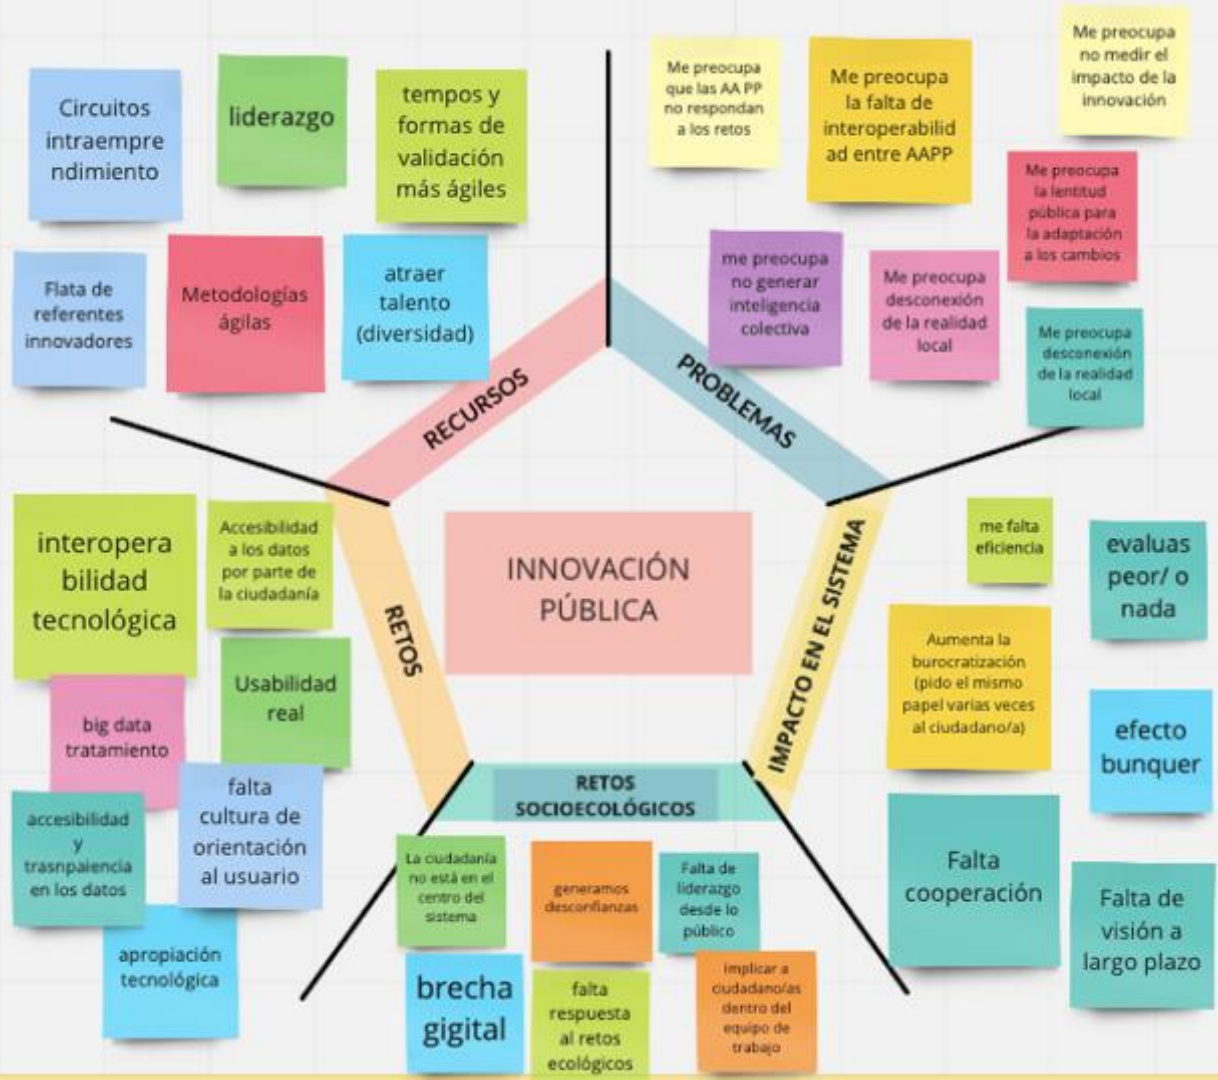 Circuitos
intraempre
ndimiento
liderazgo
tempos y
formas de
validación
más ágiles
Flata de
referentes
innovadores
Metodologías
ágilas
atraer
talento
(diversidad)
RECURSOS
Me preocupa
que las AA PP
no respondan
a los retos
Me preocupa
la falta de
interoperabilid
ad entre AAPP
Me preocupa
no medir el
impacto de la
innovación
Me preocupa
la lentitud
pública para
la adaptación
a los cambios
me preocupa
no generar
inteligencia
colectiva
Me preocupa
desconexión
de la realidad
local
Me preocupa
desconexión
de la realidad
local
PROBLEMAS
INNOVACIÓN
PÚBLICA
interopera
bilidad
tecnológica
Accesibilidad
a los datos
por parte de
la ciudadanía
Usabilidad
real
big data
tratamiento
falta
cultura de
orientación
al usuario
accesibilidad
y
trasnpaiencia
en los datos
apropiación
tecnológica
RETOS
RETOS
SOCIOECOLÓGICOS
La ciudadanía
no está en el
centro del
sistema
generamos
desconfianzas
Falta de
liderazgo
desde lo
público
brecha
gigital
falta
respuesta
al retos
ecológicos
implicar a
ciudadano/as
dentro del
equipo de
trabajo
IMPACTO EN EL SISTEMA
me falta
eficiencia
evaluas
peor/ o
nada
Aumenta la
burocratización
(pido el mismo
papel varias veces
al ciudadano/a)
efecto
bunquer
Falta
cooperación
Falta de
visión a
largo plazo